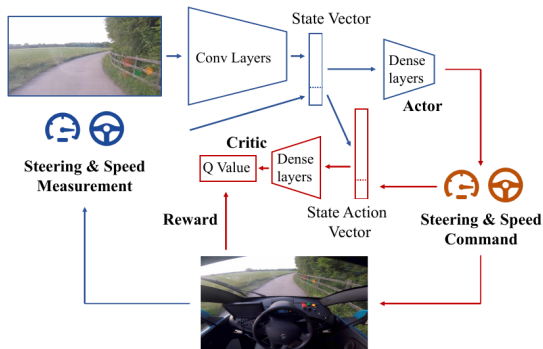 State Vector
Conv Layers
Dense
layers
Actor
Critic
Q Value
Dense
layers
Steering & Speed
Measurement
Reward
State Action
Vector
Steering & Speed
Command